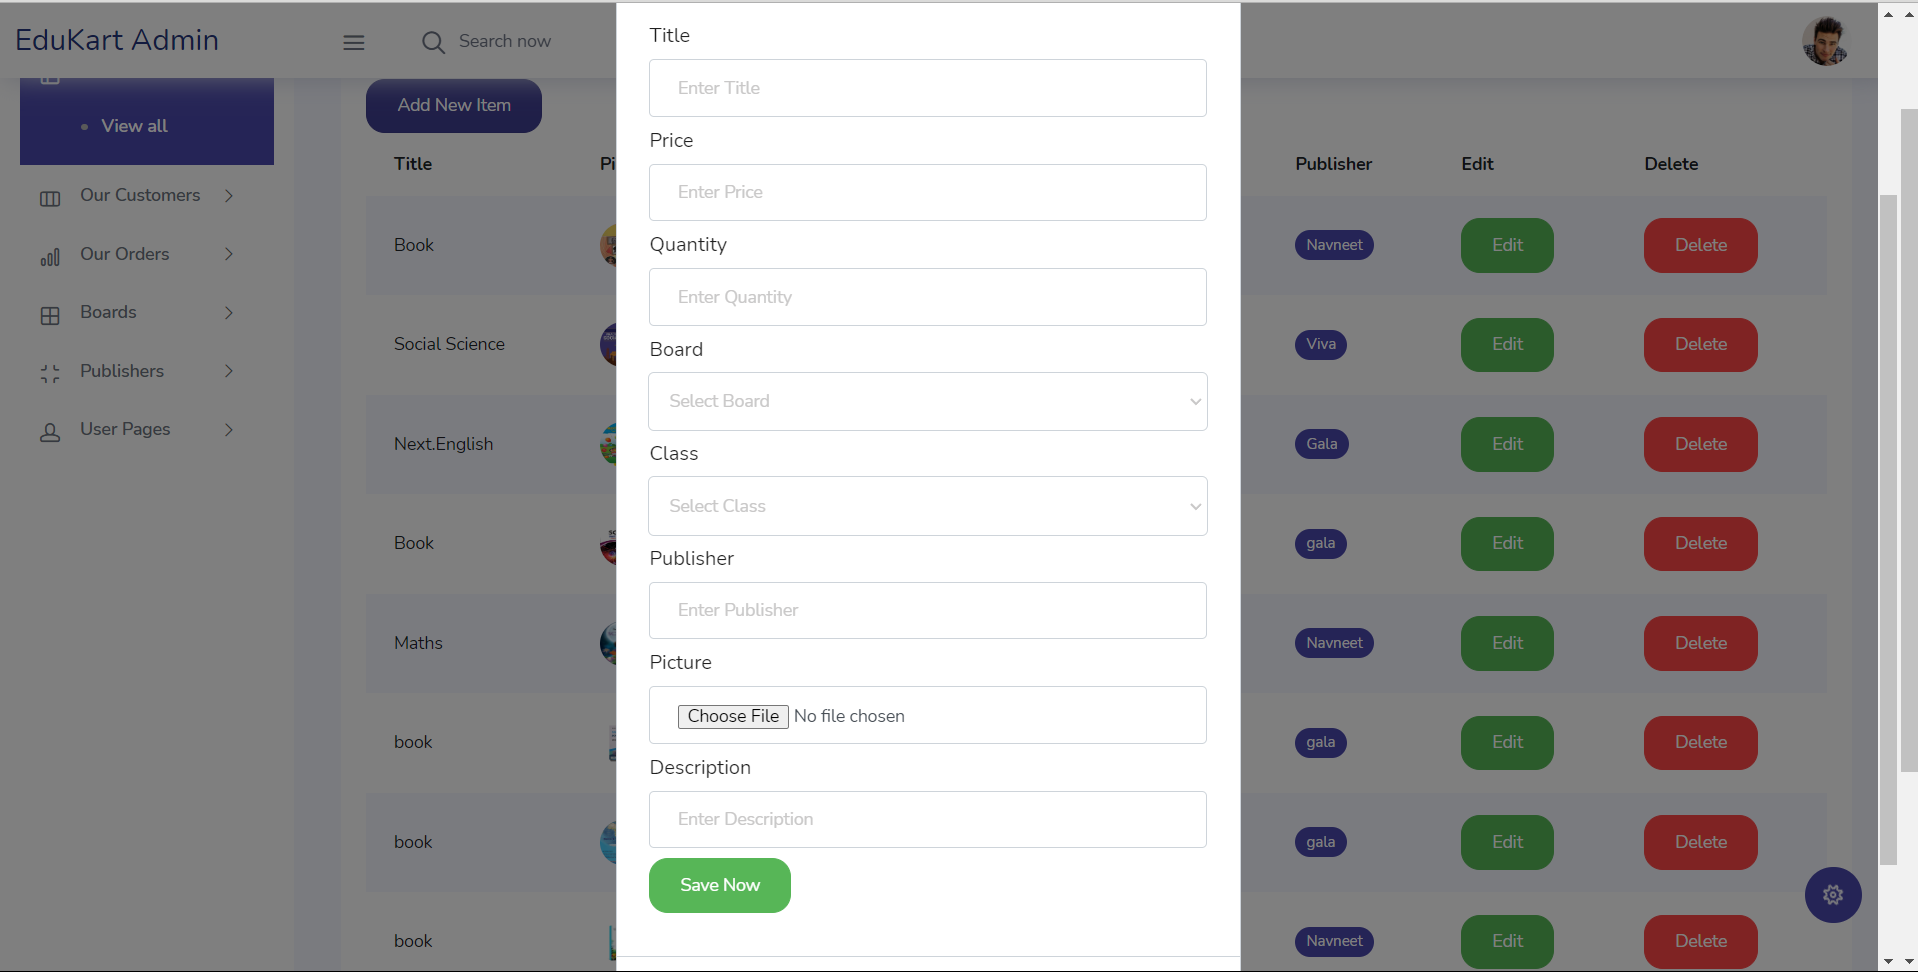 EduKart Admin
Search now
View all
Our Customers
Our Orders
Boards
Publishers
User Pages
Add New Item
Title Pi Publisher Edit Delete
Book Navneet Edit Delete
Social Science Viva Edit Delete
Next.English Gala Edit Delete
Book gala Edit Delete
Maths Navneet Edit Delete
book gala Edit Delete
book gala Edit Delete
book Navneet Edit Delete
Title
Enter Title
Price
Enter Price
Quantity
Enter Quantity
Board
Select Board
Class
Select Class
Publisher
Enter Publisher
Picture
Choose File No file chosen
Description
Enter Description
Save Now